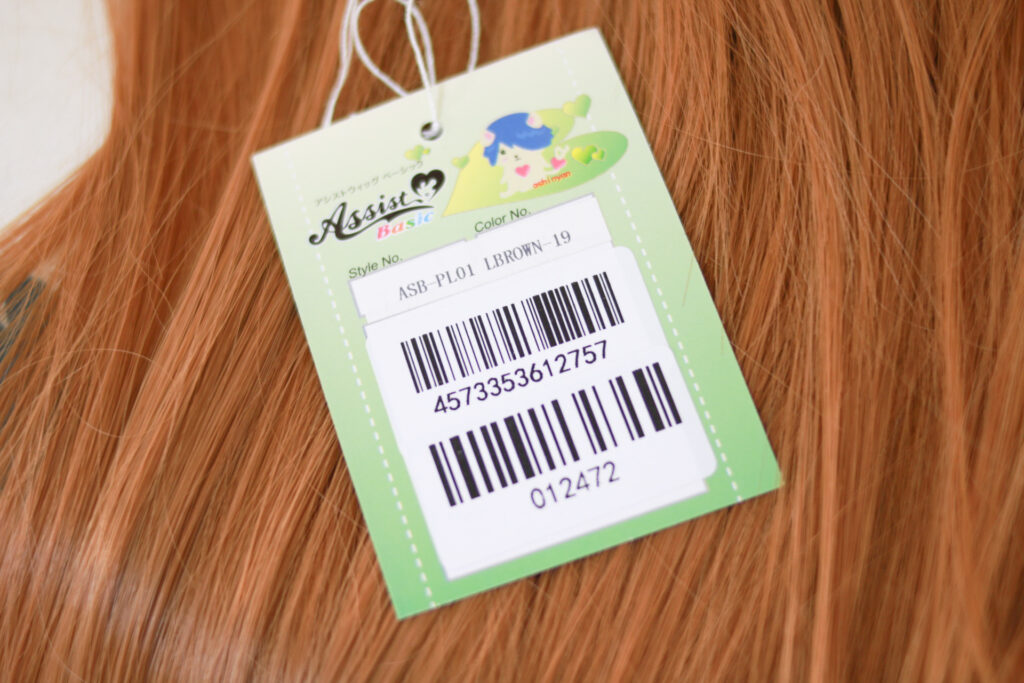 アシストウィッグ ベーシック
Assist
Basic
ashinyan
Style No.
Color No.
ASB-PL01 LBROWN-19
4573353612757
012472